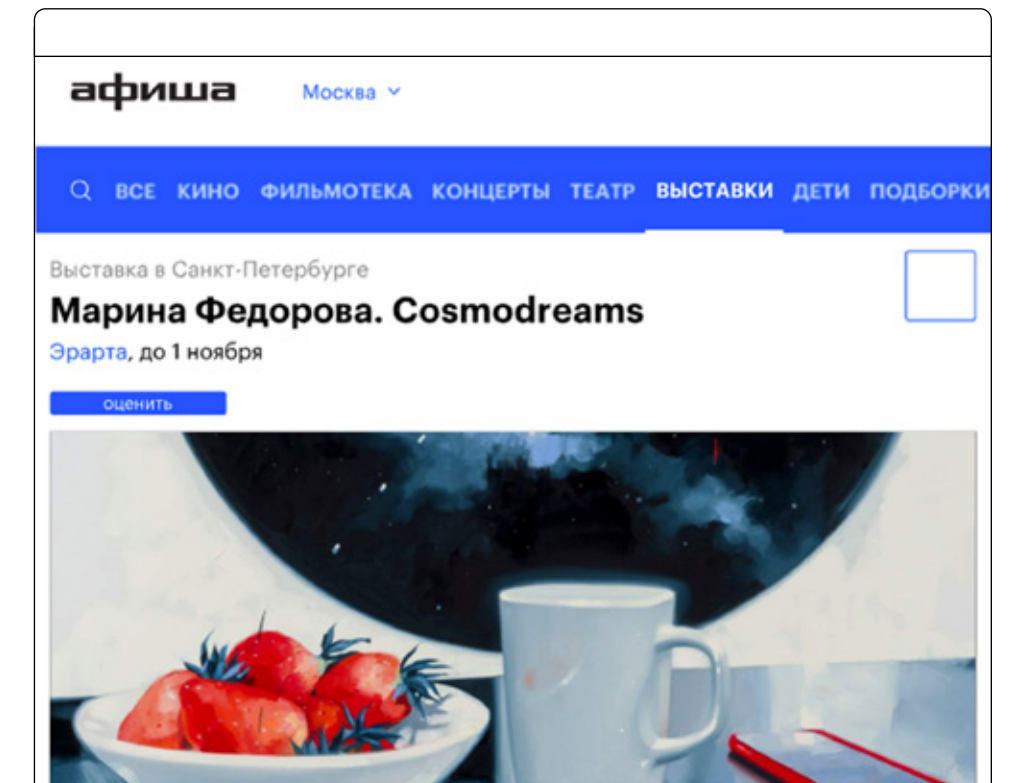 афиша Москва
ВСЕ КИНО ФИЛЬМОТЕКА КОНЦЕРТЫ ТЕАТР ВЫСТАВКИ ДЕТИ ПОДБОРКИ
Выставка в Санкт-Петербурге
Марина Федорова. Cosmodreams
Эрарта, до 1 ноября
оценить